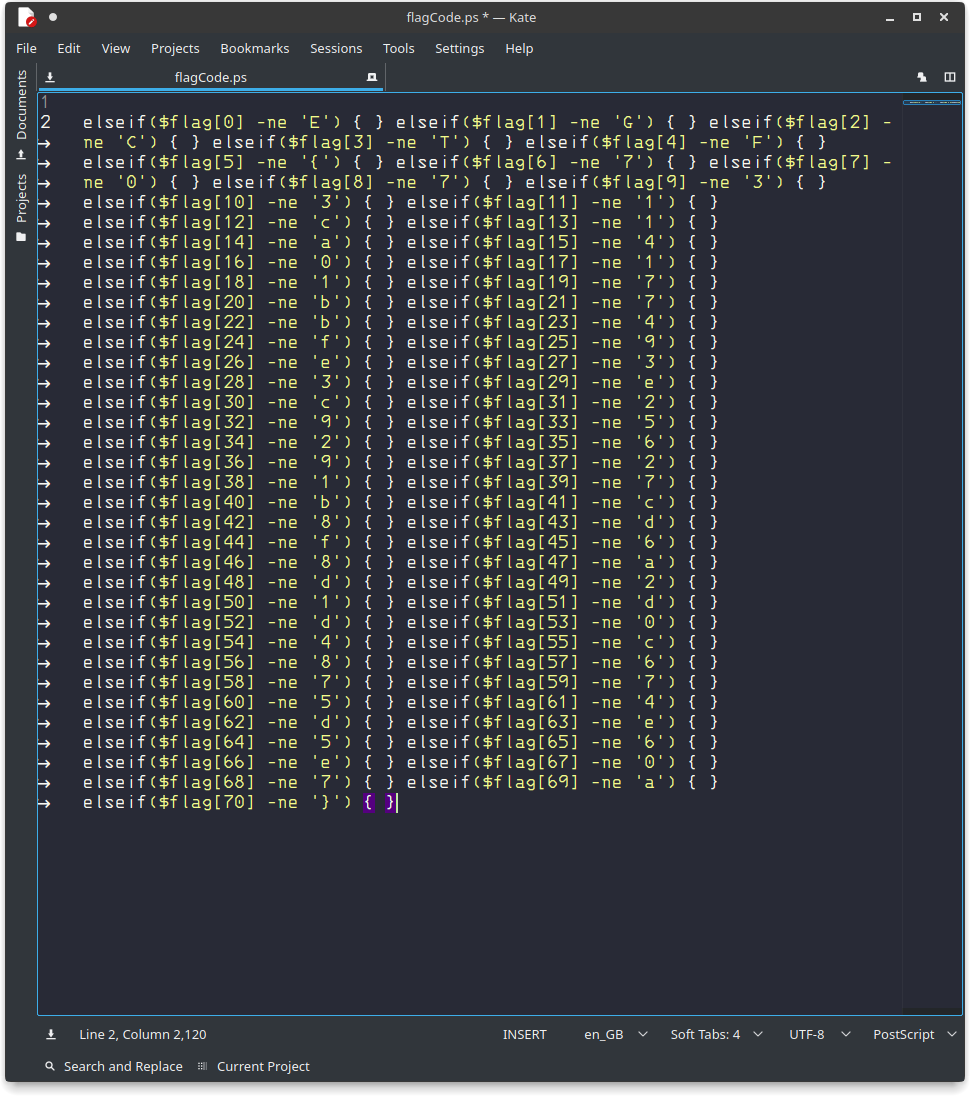 flagCode.ps * — Kate
File Edit View Projects Bookmarks Sessions Tools Settings Help
Documents
Projects
flagCode.ps
1
2 elseif($flag[0] -ne 'E') { } elseif($flag[1] -ne 'G') { } elseif($flag[2] -
ne 'C') { } elseif($flag[3] -ne 'T') { } elseif($flag[4] -ne 'F') { }
elseif($flag[5] -ne '{') { } elseif($flag[6] -ne '7') { } elseif($flag[7] -
ne '0') { } elseif($flag[8] -ne '7') { } elseif($flag[9] -ne '3') { }
elseif($flag[10] -ne '3') { } elseif($flag[11] -ne '1') { }
elseif($flag[12] -ne 'c') { } elseif($flag[13] -ne '1') { }
elseif($flag[14] -ne 'a') { } elseif($flag[15] -ne '4') { }
elseif($flag[16] -ne '0') { } elseif($flag[17] -ne '1') { }
elseif($flag[18] -ne '1') { } elseif($flag[19] -ne '7') { }
elseif($flag[20] -ne 'b') { } elseif($flag[21] -ne '7') { }
elseif($flag[22] -ne 'b') { } elseif($flag[23] -ne '4') { }
elseif($flag[24] -ne 'f') { } elseif($flag[25] -ne '9') { }
elseif($flag[26] -ne 'e') { } elseif($flag[27] -ne '3') { }
elseif($flag[28] -ne '3') { } elseif($flag[29] -ne 'e') { }
elseif($flag[30] -ne 'c') { } elseif($flag[31] -ne '2') { }
elseif($flag[32] -ne '9') { } elseif($flag[33] -ne '5') { }
elseif($flag[34] -ne '2') { } elseif($flag[35] -ne '6') { }
elseif($flag[36] -ne '9') { } elseif($flag[37] -ne '2') { }
elseif($flag[38] -ne '1') { } elseif($flag[39] -ne '7') { }
elseif($flag[40] -ne 'b') { } elseif($flag[41] -ne 'c') { }
elseif($flag[42] -ne '8') { } elseif($flag[43] -ne 'd') { }
elseif($flag[44] -ne 'f') { } elseif($flag[45] -ne '6') { }
elseif($flag[46] -ne '8') { } elseif($flag[47] -ne 'a') { }
elseif($flag[48] -ne 'd') { } elseif($flag[49] -ne '2') { }
elseif($flag[50] -ne '1') { } elseif($flag[51] -ne 'd') { }
elseif($flag[52] -ne 'd') { } elseif($flag[53] -ne '0') { }
elseif($flag[54] -ne '4') { } elseif($flag[55] -ne 'c') { }
elseif($flag[56] -ne '8') { } elseif($flag[57] -ne '6') { }
elseif($flag[58] -ne '7') { } elseif($flag[59] -ne '7') { }
elseif($flag[60] -ne '5') { } elseif($flag[61] -ne '4') { }
elseif($flag[62] -ne 'd') { } elseif($flag[63] -ne 'e') { }
elseif($flag[64] -ne '5') { } elseif($flag[65] -ne '6') { }
elseif($flag[66] -ne 'e') { } elseif($flag[67] -ne '0') { }
elseif($flag[68] -ne '7') { } elseif($flag[69] -ne 'a') { }
elseif($flag[70] -ne '}') { }
Line 2, Column 2,120 INSERT en_GB Soft Tabs: 4 UTF-8 PostScript
Search and Replace Current Project